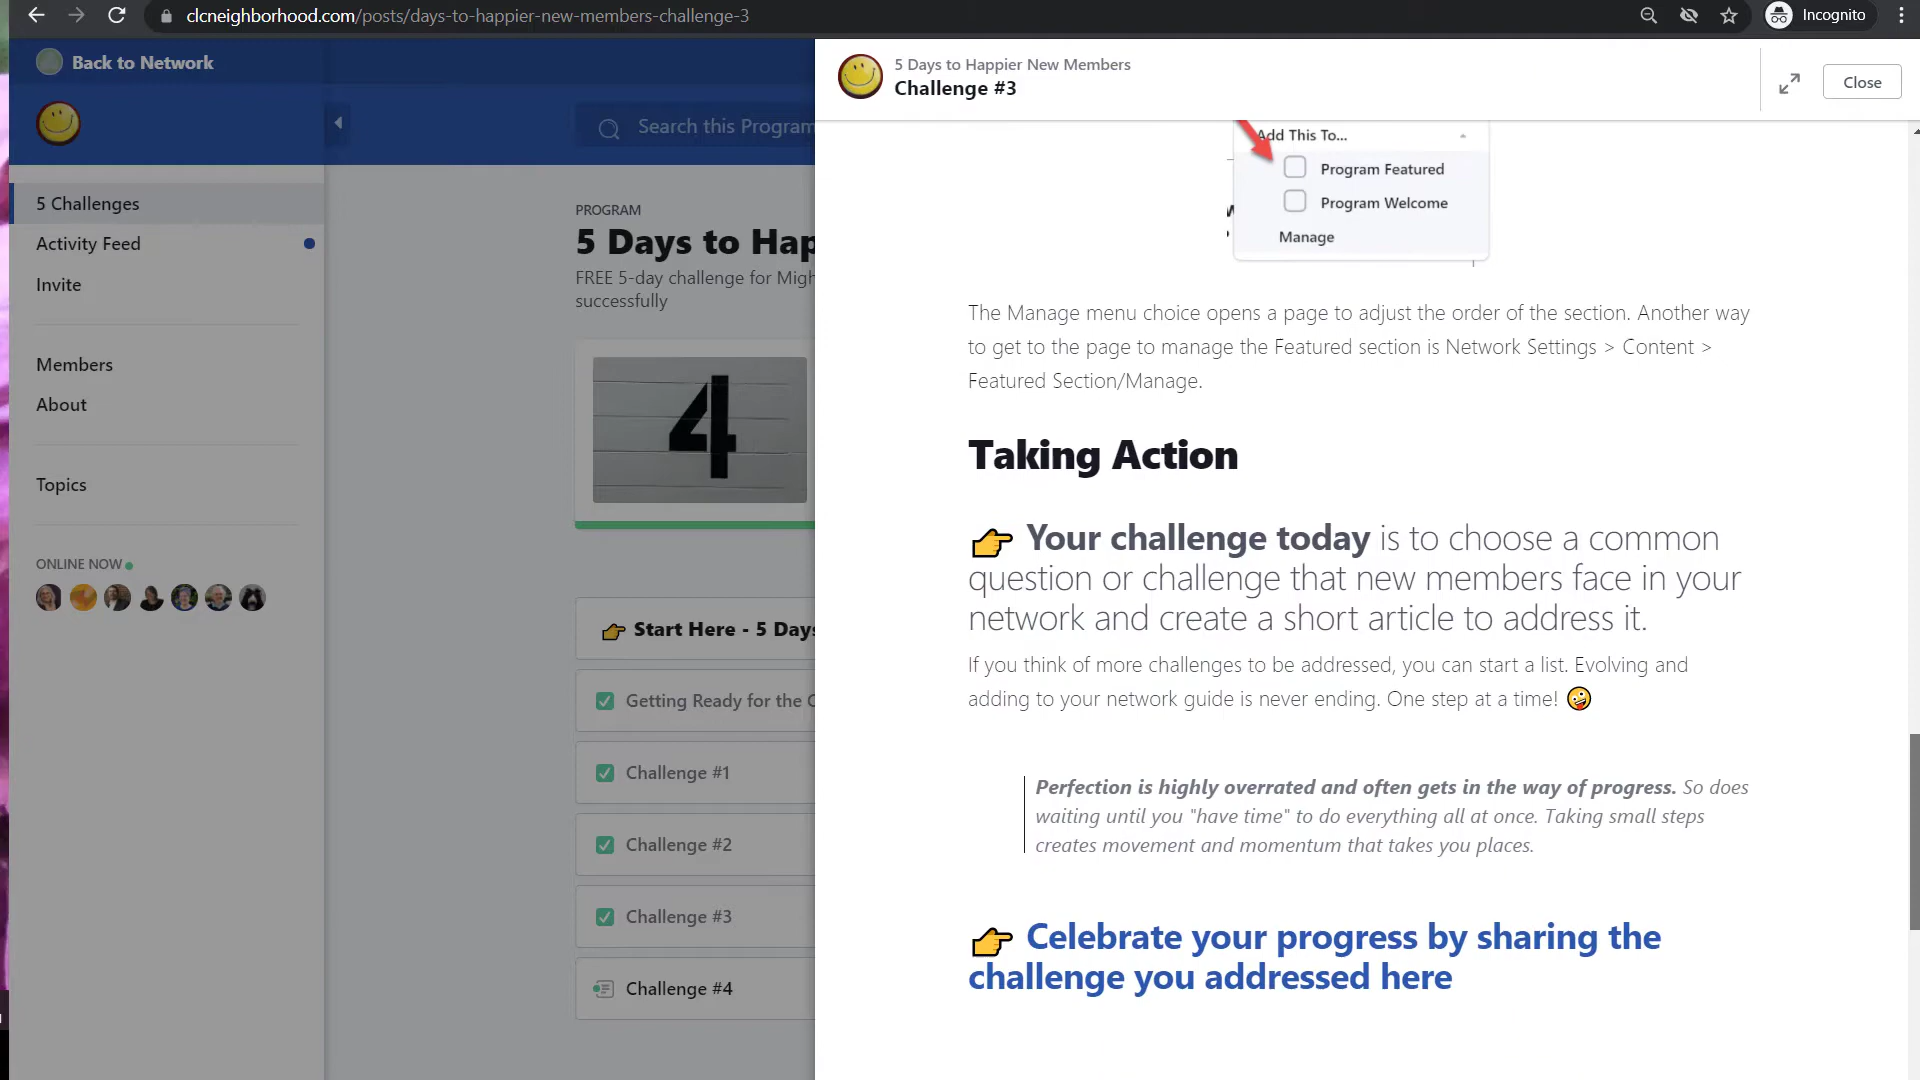 clcneighborhood.com/posts/days-to-happier-new-members-challenge-3
Incognito
Back to Network
Search this Program
5 Challenges
Activity Feed
Invite
Members
About
Topics
ONLINE NOW
PROGRAM
5 Days to Hap
FREE 5-day challenge for Migh
successfully
4
👉 Start Here - 5 Days
Getting Ready for the C
Challenge #1
Challenge #2
Challenge #3
Challenge #4
5 Days to Happier New Members
Challenge #3
Close
Add This To...
Program Featured
Program Welcome
Manage
The Manage menu choice opens a page to adjust the order of the section. Another way
to get to the page to manage the Featured section is Network Settings > Content >
Featured Section/Manage.
Taking Action
👉 Your challenge today is to choose a common
question or challenge that new members face in your
network and create a short article to address it.
If you think of more challenges to be addressed, you can start a list. Evolving and
adding to your network guide is never ending. One step at a time! 🤪
Perfection is highly overrated and often gets in the way of progress. So does
waiting until you "have time" to do everything all at once. Taking small steps
creates movement and momentum that takes you places.
👉 Celebrate your progress by sharing the
challenge you addressed here